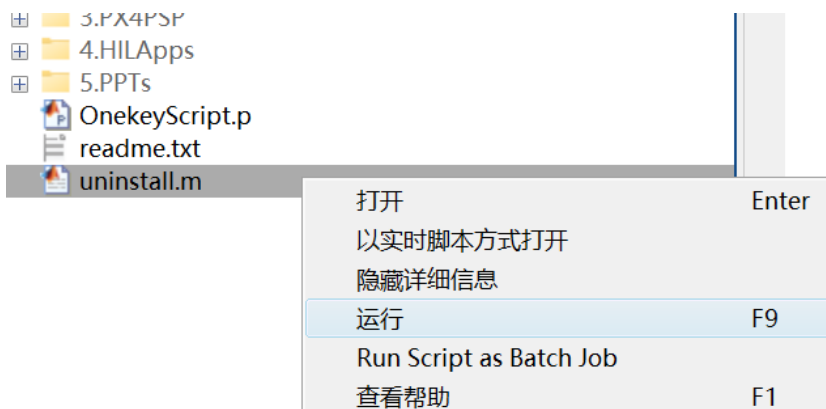 3.PX4PSP
4.HILApps
5.PPTs
OnekeyScript.p
readme.txt
uninstall.m
打开 Enter
以实时脚本方式打开
隐藏详细信息
运行 F9
Run Script as Batch Job
查看帮助 F1